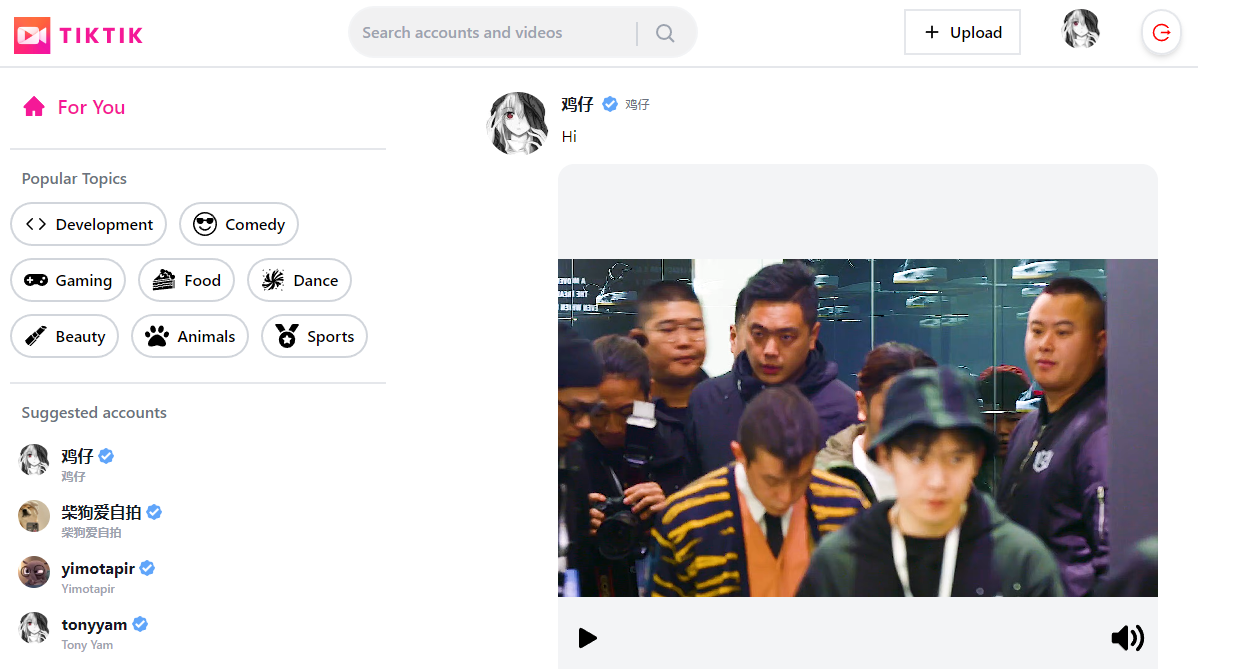 TIKTIK
Search accounts and videos
Upload
For You
Popular Topics
Development
Comedy
Gaming
Food
Dance
Beauty
Animals
Sports
Suggested accounts
鸡仔
鸡仔
柴狗爱自拍
柴狗爱自拍
yimotapir
Yimotapir
tonyyam
Tony Yam
鸡仔 鸡仔
Hi